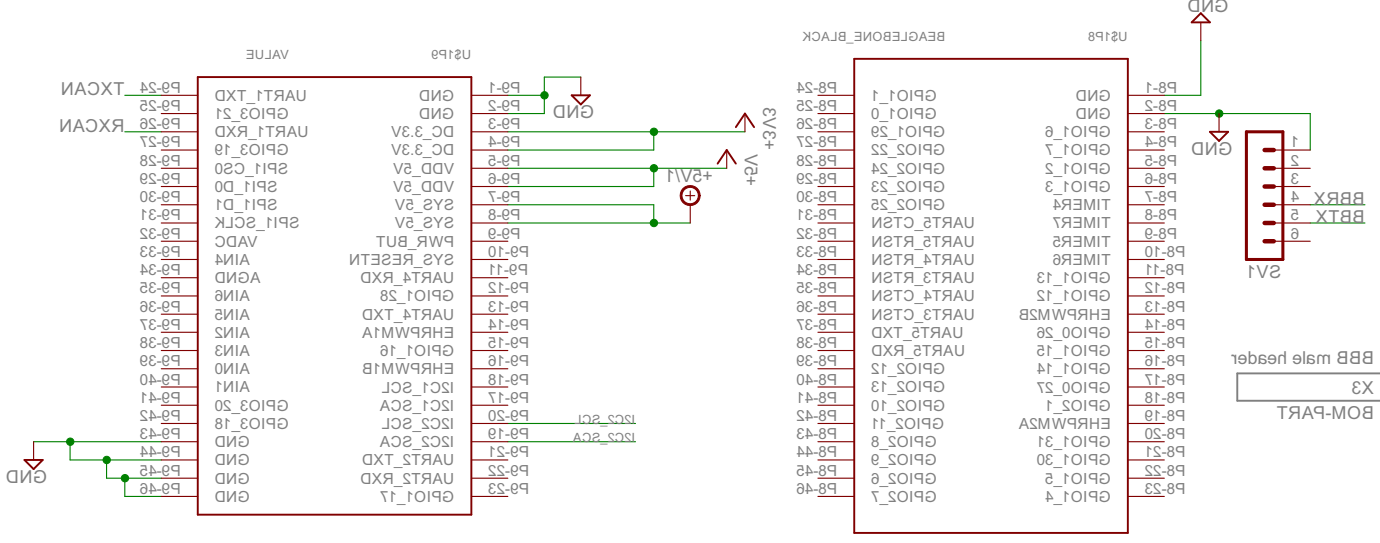 VALUE
U$1P9
TXCAN
RXCAN
P9-24 UART1_TXD GND P9-1
P9-25 GPIO3_21 GND P9-2
P9-26 UART1_RXD DC_3.3V P9-3
P9-27 GPIO3_19 DC_3.3V P9-4
P9-28 SPI1_CS0 VDD_5V P9-5
P9-29 SPI1_D0 VDD_5V P9-6
P9-30 SPI1_D1 SYS_5V P9-7
P9-31 SPI1_SCLK SYS_5V P9-8
P9-32 VADC PWR_BUT P9-9
P9-33 AIN4 SYS_RESETN P9-10
P9-34 AGND UART4_RXD P9-11
P9-35 AIN6 GPIO1_28 P9-12
P9-36 AIN5 UART4_TXD P9-13
P9-37 AIN2 EHRPWM1A P9-14
P9-38 AIN3 GPIO1_16 P9-15
P9-39 AIN0 EHRPWM1B P9-16
P9-40 AIN1 I2C1_SCL P9-18
P9-41 GPIO3_20 I2C1_SCA P9-17
P9-42 GPIO3_18 I2C2_SCL P9-20
P9-43 GND I2C2_SCA P9-19
P9-44 GND UART2_TXD P9-21
P9-45 GND UART2_RXD P9-22
P9-46 GND GPIO1_17 P9-23
GND
GND
+3V3
+5V
+5V/1
I2C2_SCL
I2C2_SCA
BEAGLEBONE_BLACK
U$1P8
P8-24 GPIO1_1 GND P8-1
P8-25 GPIO1_0 GND P8-2
P8-26 GPIO1_29 GPIO1_6 P8-3
P8-27 GPIO2_22 GPIO1_7 P8-4
P8-28 GPIO2_24 GPIO1_2 P8-5
P8-29 GPIO2_23 GPIO1_3 P8-6
P8-30 GPIO2_25 TIMER4 P8-7
P8-31 UART5_CTSN TIMER7 P8-8
P8-32 UART5_RTSN TIMER5 P8-9
P8-33 UART4_RTSN TIMER6 P8-10
P8-34 UART3_RTSN GPIO1_13 P8-11
P8-35 UART4_CTSN GPIO1_12 P8-12
P8-36 UART3_CTSN EHRPWM2B P8-13
P8-37 UART5_TXD GPIO0_26 P8-14
P8-38 UART5_RXD GPIO1_15 P8-15
P8-39 GPIO2_12 GPIO1_14 P8-16
P8-40 GPIO2_13 GPIO0_27 P8-17
P8-41 GPIO2_10 GPIO2_1 P8-18
P8-42 GPIO2_11 EHRPWM2A P8-19
P8-43 GPIO2_8 GPIO1_31 P8-20
P8-44 GPIO2_9 GPIO1_30 P8-21
P8-45 GPIO2_6 GPIO1_5 P8-22
P8-46 GPIO2_7 GPIO1_4 P8-23
GND
GND
1
2
3
4 BBRX
5 BBTX
6
SV1
BBB male header
X3
BOM-PART